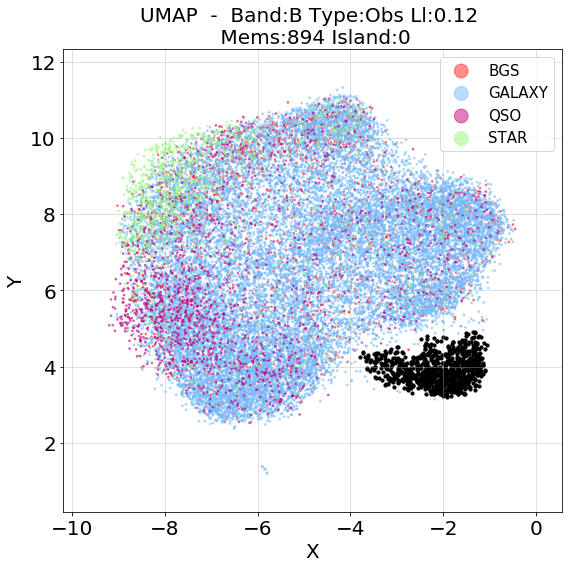 UMAP - Band:B Type:Obs Ll:0.12
Mems:894 Island:0
12
10
8
6
4
2
Y
BGS
GALAXY
QSO
STAR
−10
−8
−6
−4
−2
0
X